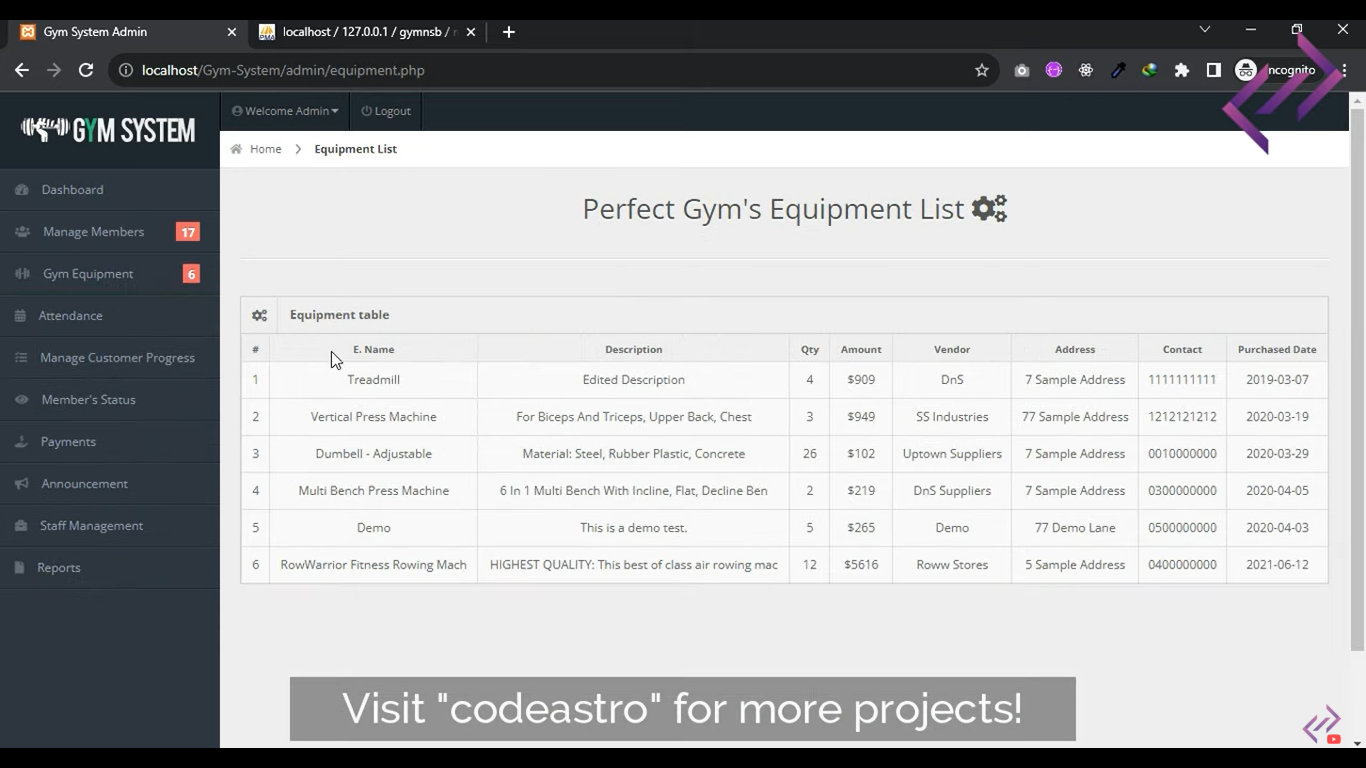 Gym System Admin
localhost / 127.0.0.1 / gymnsb /
localhost/Gym-System/admin/equipment.php
Incognito
GYM SYSTEM
Welcome Admin
Logout
Home
Equipment List
Dashboard
Manage Members 17
Gym Equipment 6
Attendance
Manage Customer Progress
Member's Status
Payments
Announcement
Staff Management
Reports
Perfect Gym's Equipment List
Equipment table
# E. Name Description Qty Amount Vendor Address Contact Purchased Date
1 Treadmill Edited Description 4 $909 DnS 7 Sample Address 1111111111 2019-03-07
2 Vertical Press Machine For Biceps And Triceps, Upper Back, Chest 3 $949 SS Industries 77 Sample Address 1212121212 2020-03-19
3 Dumbell - Adjustable Material: Steel, Rubber Plastic, Concrete 26 $102 Uptown Suppliers 7 Sample Address 0010000000 2020-03-29
4 Multi Bench Press Machine 6 In 1 Multi Bench With Incline, Flat, Decline Ben 2 $219 DnS Suppliers 7 Sample Address 0300000000 2020-04-05
5 Demo This is a demo test. 5 $265 Demo 77 Demo Lane 0500000000 2020-04-03
6 RowWarrior Fitness Rowing Mach HIGHEST QUALITY: This best of class air rowing mac 12 $5616 Roww Stores 5 Sample Address 0400000000 2021-06-12
Visit "codeastro" for more projects!